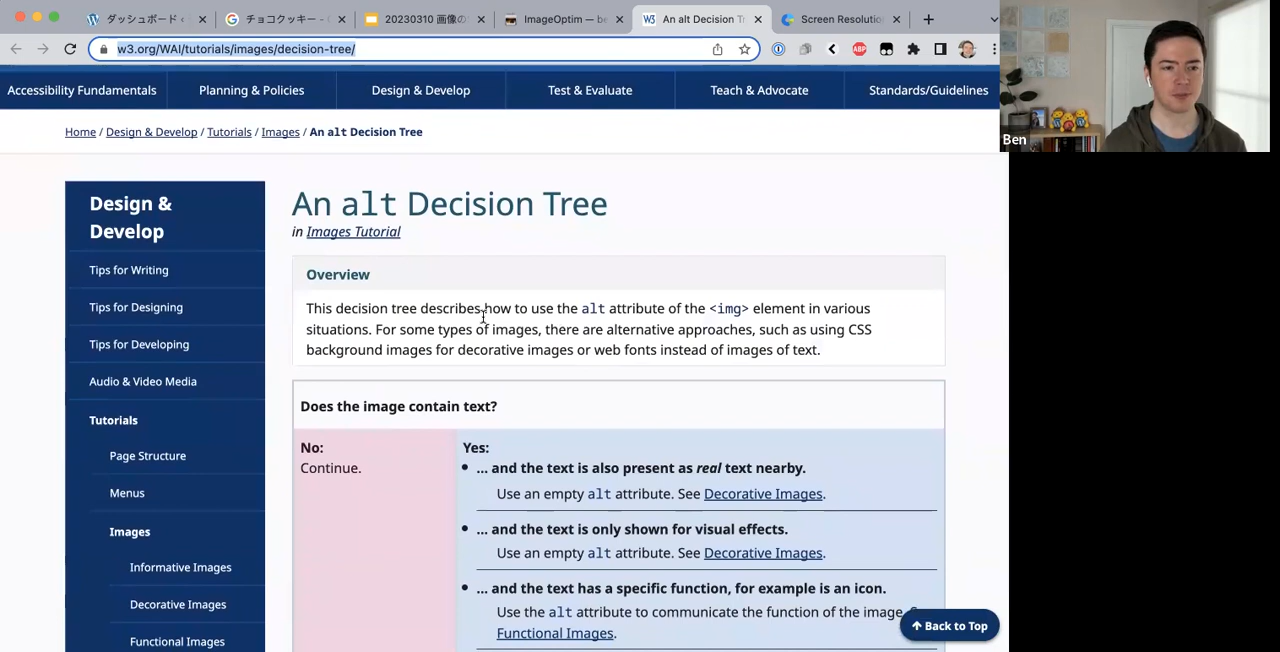 ダッシュボード
チョコクッキー -
20230310 画像の
ImageOptim — be
An alt Decision Tr
Screen Resolutio
w3.org/WAI/tutorials/images/decision-tree/
ABP
Ben
Accessibility Fundamentals
Planning & Policies
Design & Develop
Test & Evaluate
Teach & Advocate
Standards/Guidelines
Home / Design & Develop / Tutorials / Images / An alt Decision Tree
Design &
Develop
Tips for Writing
Tips for Designing
Tips for Developing
Audio & Video Media
Tutorials
Page Structure
Menus
Images
Informative Images
Decorative Images
Functional Images
An alt Decision Tree
in Images Tutorial
Overview
This decision tree describes how to use the alt attribute of the <img> element in various
situations. For some types of images, there are alternative approaches, such as using CSS
background images for decorative images or web fonts instead of images of text.
Does the image contain text?
No:
Continue.
Yes:
• ... and the text is also present as real text nearby.
Use an empty alt attribute. See Decorative Images.
• ... and the text is only shown for visual effects.
Use an empty alt attribute. See Decorative Images.
• ... and the text has a specific function, for example is an icon.
Use the alt attribute to communicate the function of the image.
Functional Images.
Back to Top